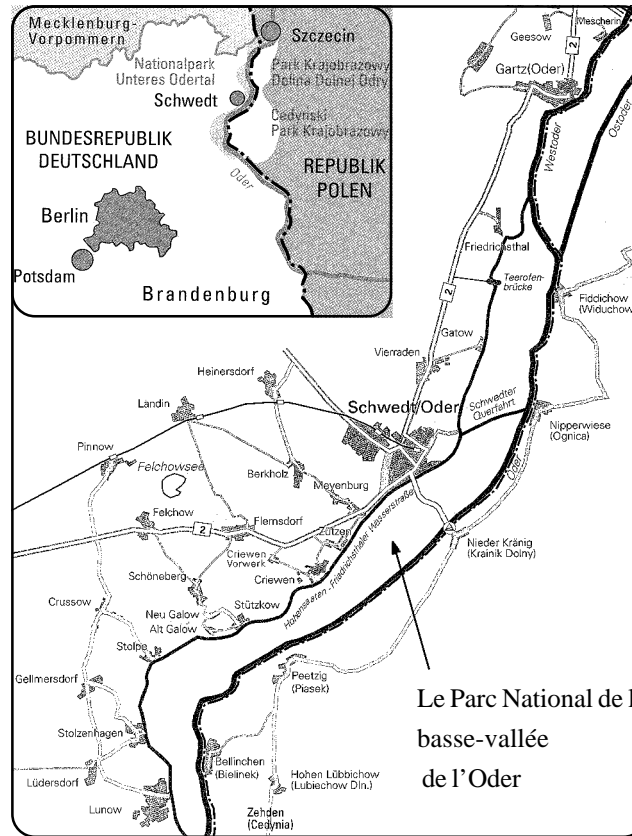 Mecklenburg-
Vorpommern
Szczecin
Nationalpark
Unteres Odertal
Park Krajobrazowy
Dolina Dolnej Odry
Schwedt
Cedyński
Park Krajobrazowy
BUNDESREPUBLIK
DEUTSCHLAND
Oder
REPUBLIK
POLEN
Berlin
Potsdam
Brandenburg
Mescherin
Geesow
2
Gartz(Oder)
Westoder
Ostoder
Friedrichsthal
Teerofen-
brücke
2
Fiddichow
(Widuchow
Gatow
Vierraden
Heinersdorf
Schwedt/Oder
Schwedter
Querfahrt
Landin
Nipperwiese
(Ognica)
Oder
Pinnow
Felchowsee
Berkholz
Meyenburg
Felchow
2
Flemsdorf
Zützen
Hohensaaten-Friedrichsthaler Wasserstraße
Nieder Kränig
(Krainik Dolny)
Criewen
Vorwerk
Criewen
Schöneberg
Crussow
Neu Galow
Alt Galow
Stützkow
Stolpe
Gellmersdorf
Peetzig
(Piasek)
Le Parc National de l
basse-vallée
de l'Oder
Stolzenhagen
Bellinchen
(Bielinek)
Lüdersdorf
Hohen Lübbichow
(Lubiechow Dln.)
Lunow
Zehden
(Cedynia)